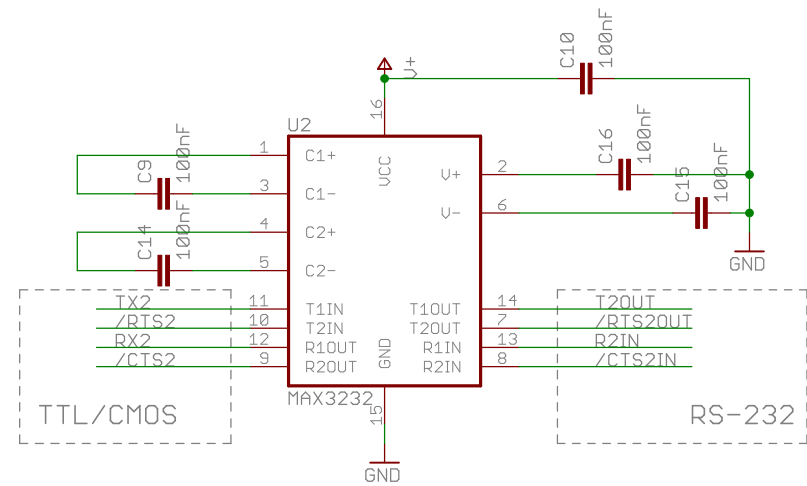 C10 100nF
V+
16
U2
C16 100nF
C9 100nF
1 C1+ VCC V+ 2
C15 100nF
3 C1-
4 C2+ V- 6
C14 100nF
5 C2-
GND
TX2 11 T1IN T1OUT 14 T2OUT
/RTS2 10 T2IN T2OUT 7 /RTS2OUT
RX2 12 R1OUT GND R1IN 13 R2IN
/CTS2 9 R2OUT R2IN 8 /CTS2IN
MAX3232
15
TTL/CMOS
RS-232
GND